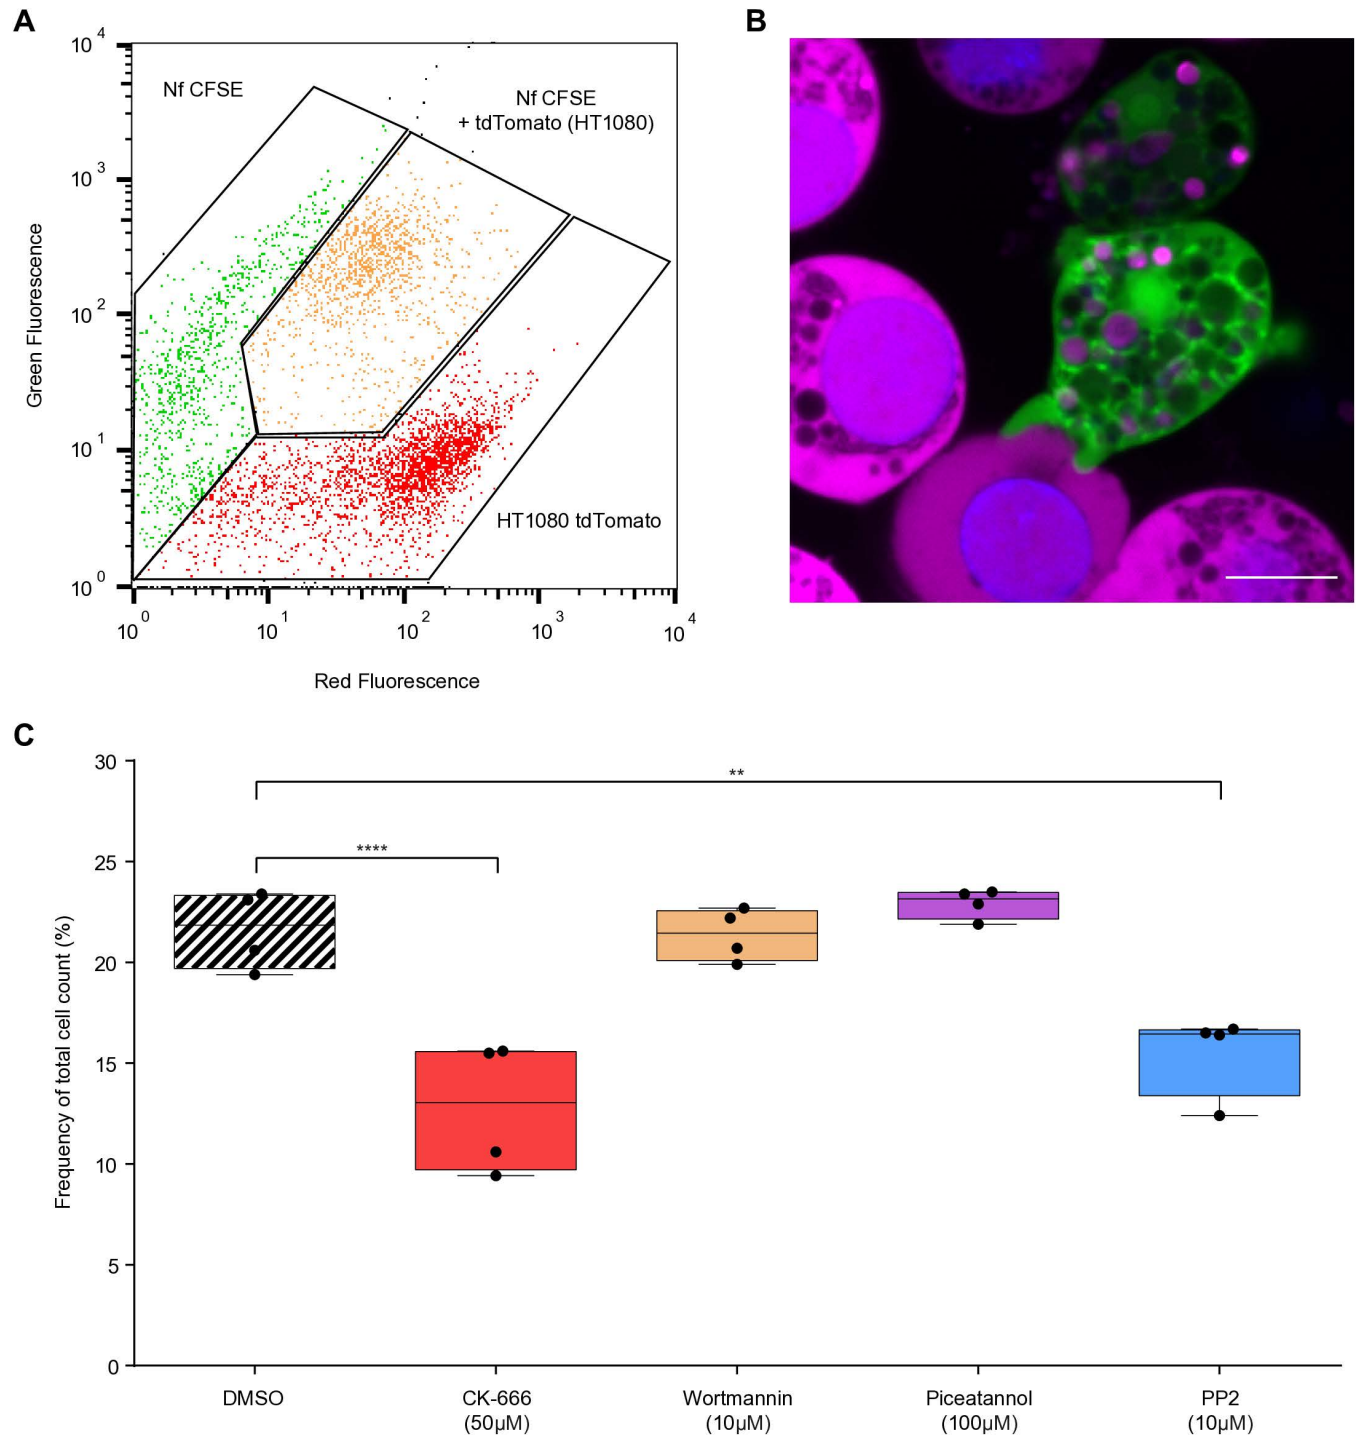 A
B
10^4
10^3
10^2
10^1
10^0
Green Fluorescence
Nf CFSE
Nf CFSE
+ tdTomato (HT1080)
HT1080 tdTomato
10^0 10^1 10^2 10^3 10^4
Red Fluorescence
C
30
25
20
15
10
5
0
Frequency of total cell count (%)
**
****
DMSO CK-666 Wortmannin Piceatannol PP2
(50µM) (10µM) (100µM) (10µM)